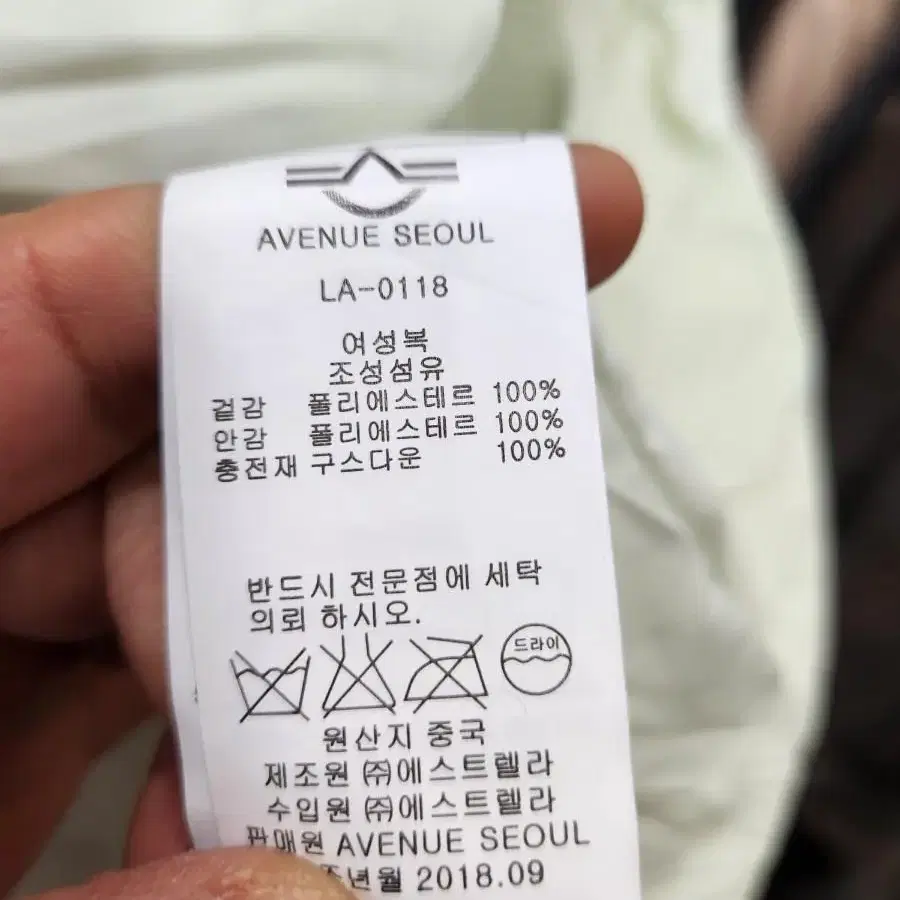 AVENUE SEOUL
LA-0118
여성복
조성섬유
겉감 폴리에스테르 100%
안감 폴리에스테르 100%
충전재 구스다운 100%
반드시 전문점에 세탁
의뢰 하시오.
드라이
원산지 중국
제조원 ㈜에스트렐라
수입원 ㈜에스트렐라
판매원 AVENUE SEOUL
년월 2018.09